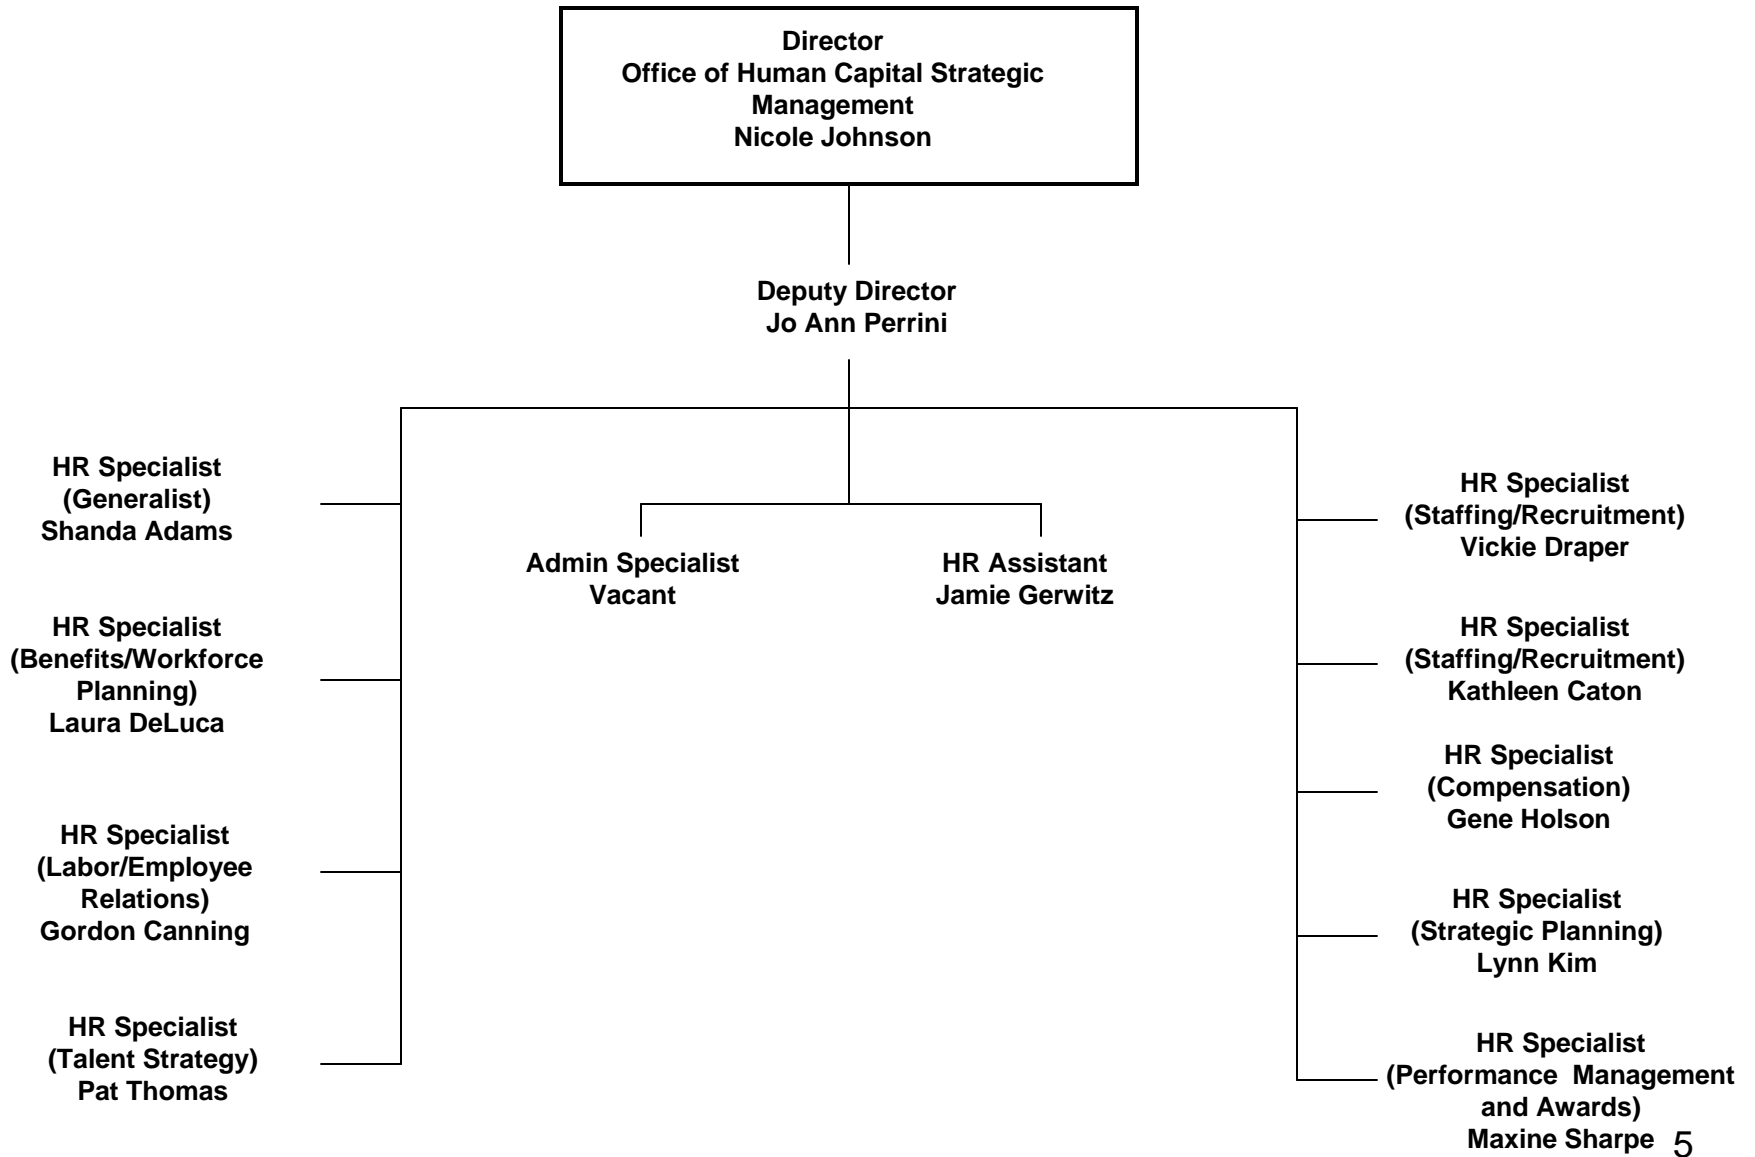 Director
Office of Human Capital Strategic
Management
Nicole Johnson
Deputy Director
Jo Ann Perrini
HR Specialist
(Generalist)
Shanda Adams
HR Specialist
(Benefits/Workforce
Planning)
Laura DeLuca
HR Specialist
(Labor/Employee
Relations)
Gordon Canning
HR Specialist
(Talent Strategy)
Pat Thomas
Admin Specialist
Vacant
HR Assistant
Jamie Gerwitz
HR Specialist
(Staffing/Recruitment)
Vickie Draper
HR Specialist
(Staffing/Recruitment)
Kathleen Caton
HR Specialist
(Compensation)
Gene Holson
HR Specialist
(Strategic Planning)
Lynn Kim
HR Specialist
(Performance Management
and Awards)
Maxine Sharpe
5